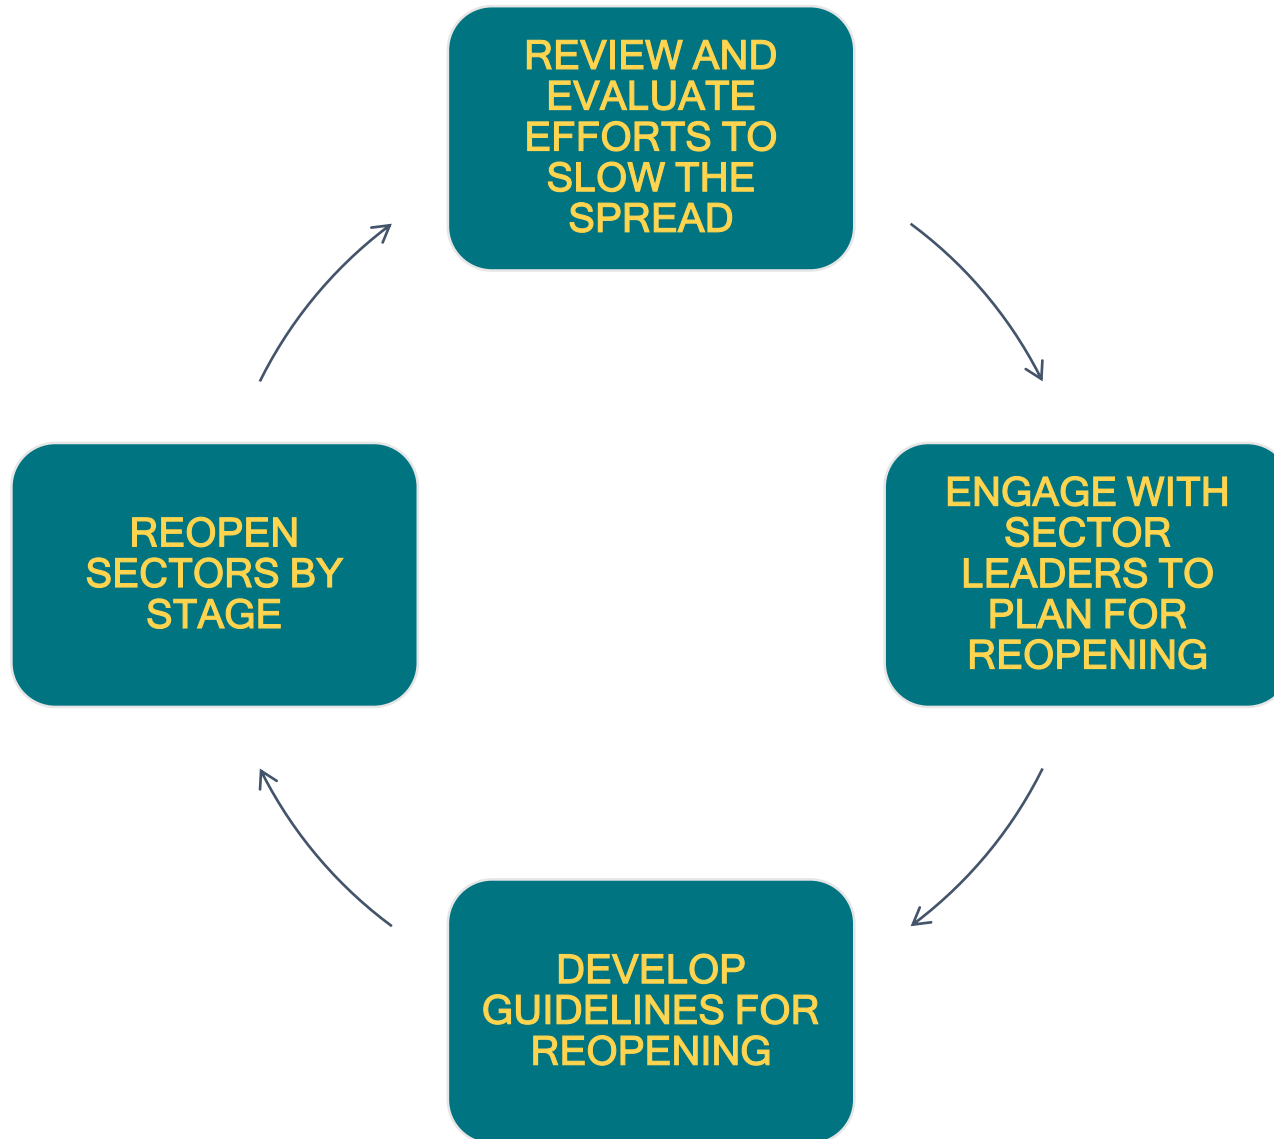 REVIEW AND
EVALUATE
EFFORTS TO
SLOW THE
SPREAD
ENGAGE WITH
SECTOR
LEADERS TO
PLAN FOR
REOPENING
DEVELOP
GUIDELINES FOR
REOPENING
REOPEN
SECTORS BY
STAGE